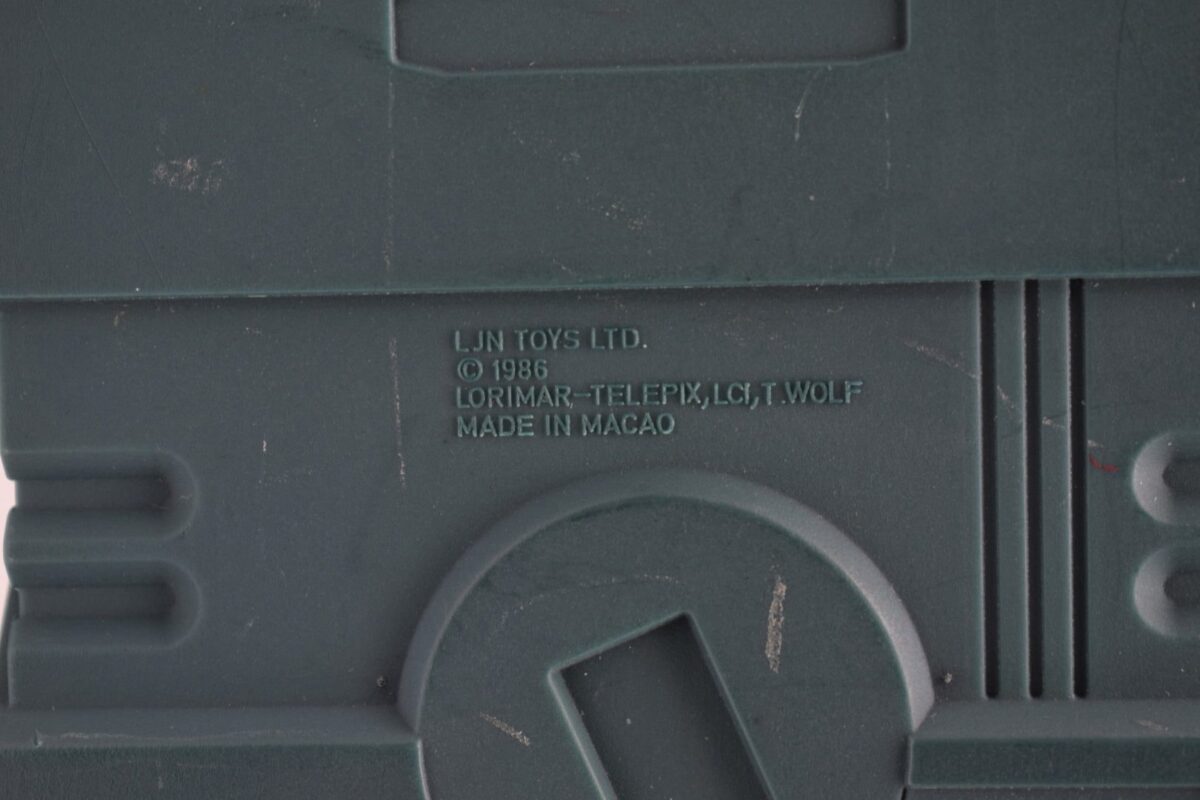 LJN TOYS LTD.
© 1986
LORIMAR-TELEPIX, LCI, T.WOLF
MADE IN MACAO